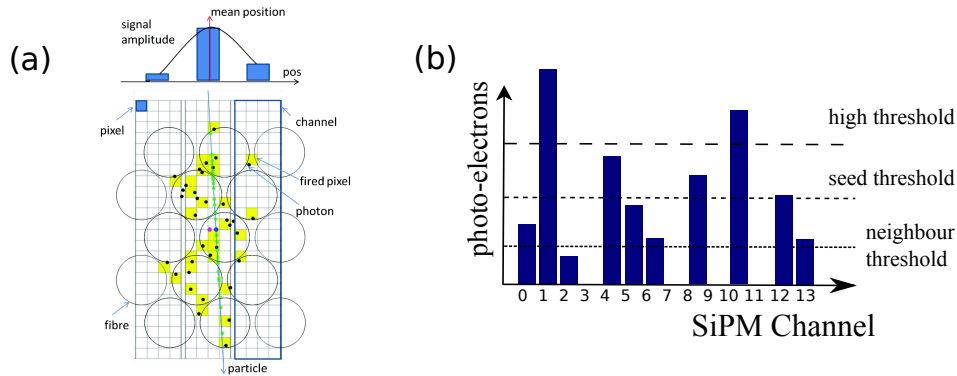 (a)
signal
amplitude
mean position
pos
pixel
channel
fired pixel
photon
fibre
particle
(b)
photo-electrons
high threshold
seed threshold
neighbour
threshold
0 1 2 3 4 5 6 7 8 9 10 11 12 13
SiPM Channel